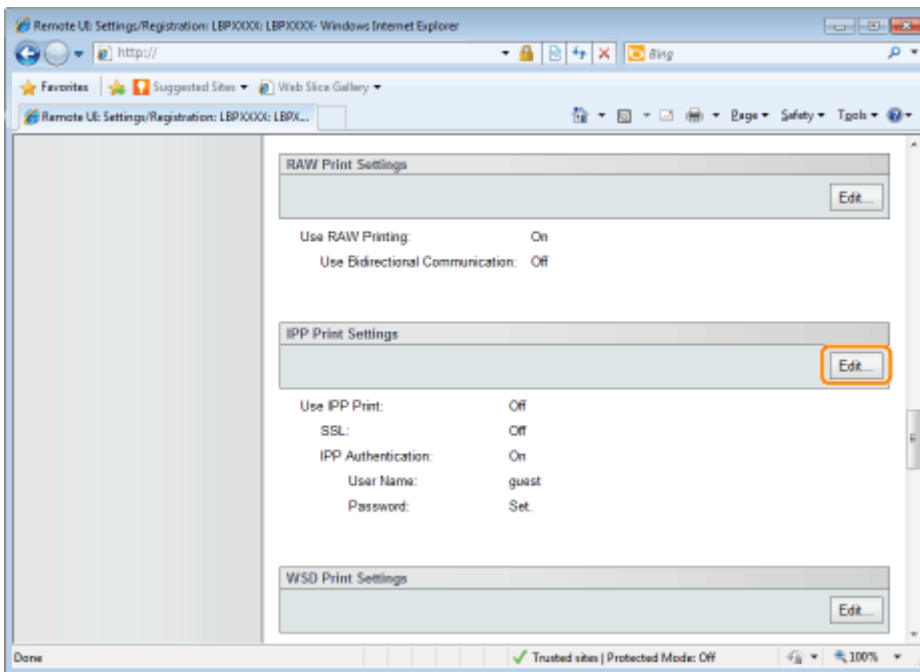 Remote UI: Settings/Registration: LBPXXXX: LBPXXXX- Windows Internet Explorer
http://
Bing
Favorites Suggested Sites Web Slice Gallery
Remote UI: Settings/Registration: LBPXXXX: LBPX...
Page Safety Tools
RAW Print Settings
Edit...
Use RAW Printing: On
Use Bidirectional Communication: Off
IPP Print Settings
Edit...
Use IPP Print: Off
SSL: Off
IPP Authentication: On
User Name: guest
Password: Set.
WSD Print Settings
Edit...
Done Trusted sites | Protected Mode: Off 100%